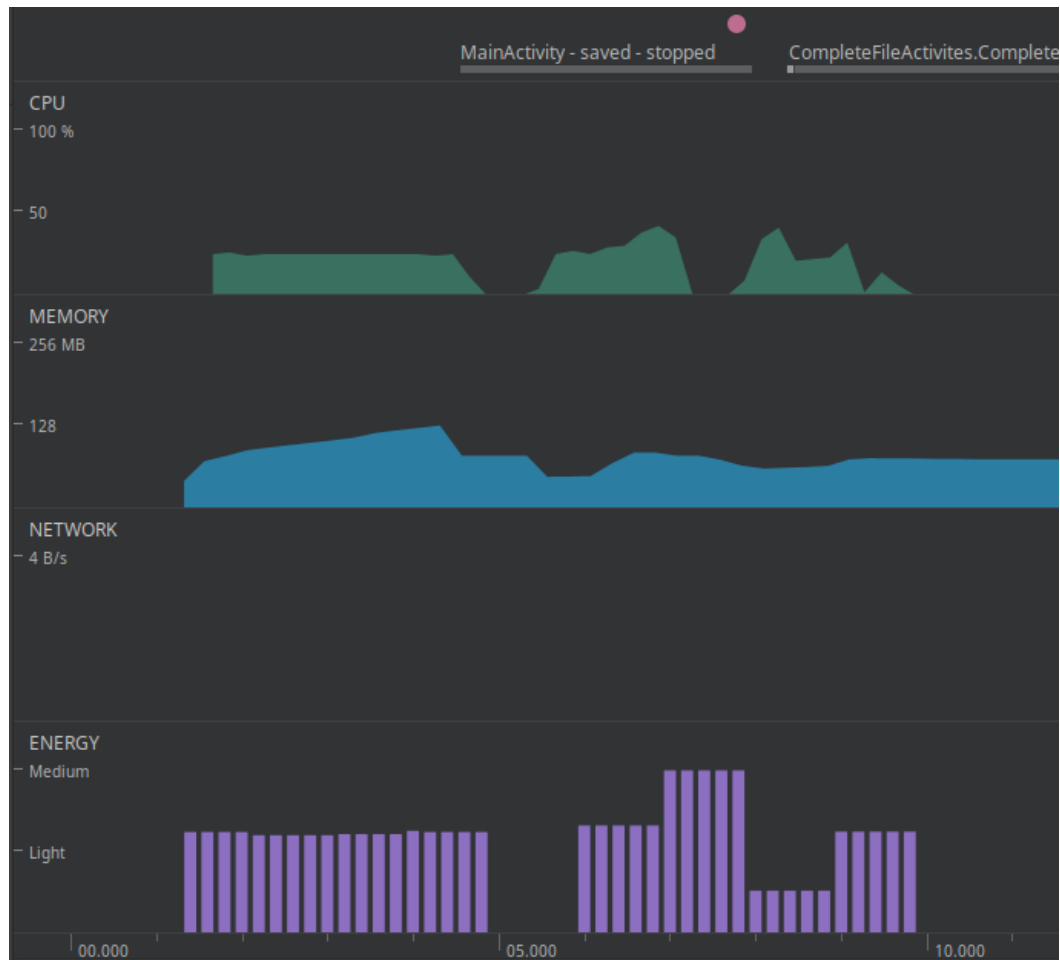 MainActivity - saved - stopped
CompleteFileActivites.Complete
CPU
100 %
50
MEMORY
256 MB
128
NETWORK
4 B/s
ENERGY
Medium
Light
00.000
05.000
10.000